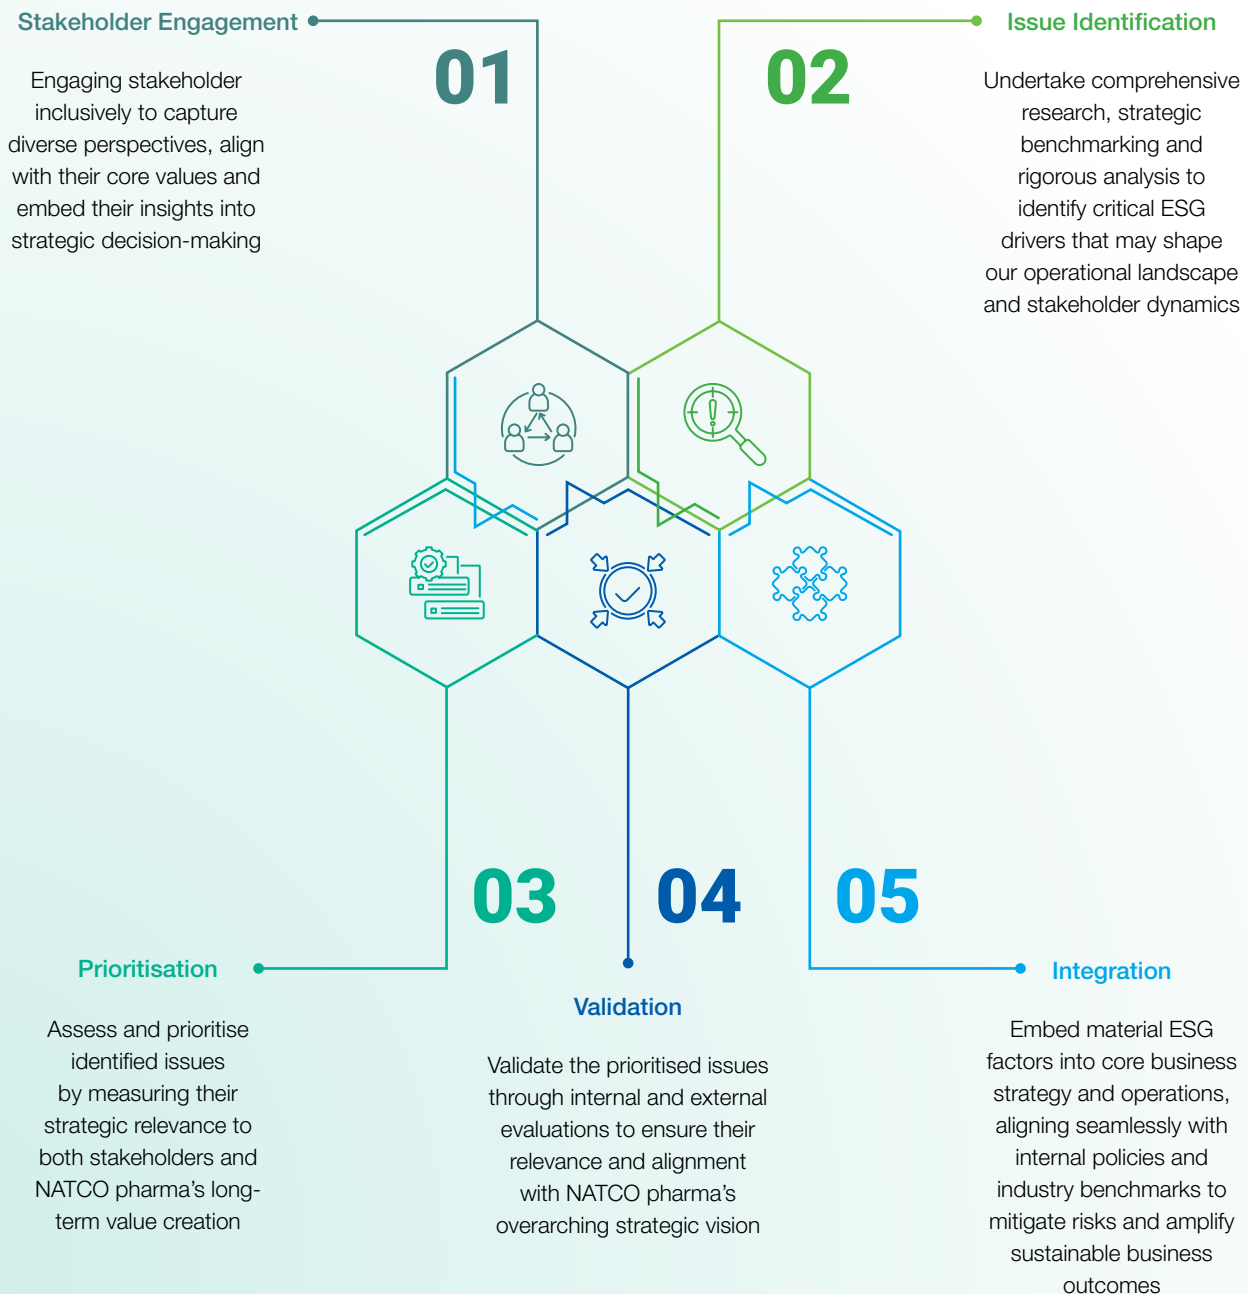 Stakeholder Engagement
01
Engaging stakeholder
inclusively to capture
diverse perspectives, align
with their core values and
embed their insights into
strategic decision-making
02
Issue Identification
Undertake comprehensive
research, strategic
benchmarking and
rigorous analysis to
identify critical ESG
drivers that may shape
our operational landscape
and stakeholder dynamics
03
Prioritisation
Assess and prioritise
identified issues
by measuring their
strategic relevance to
both stakeholders and
NATCO pharma's long-
term value creation
04
Validation
Validate the prioritised issues
through internal and external
evaluations to ensure their
relevance and alignment
with NATCO pharma's
overarching strategic vision
05
Integration
Embed material ESG
factors into core business
strategy and operations,
aligning seamlessly with
internal policies and
industry benchmarks to
mitigate risks and amplify
sustainable business
outcomes